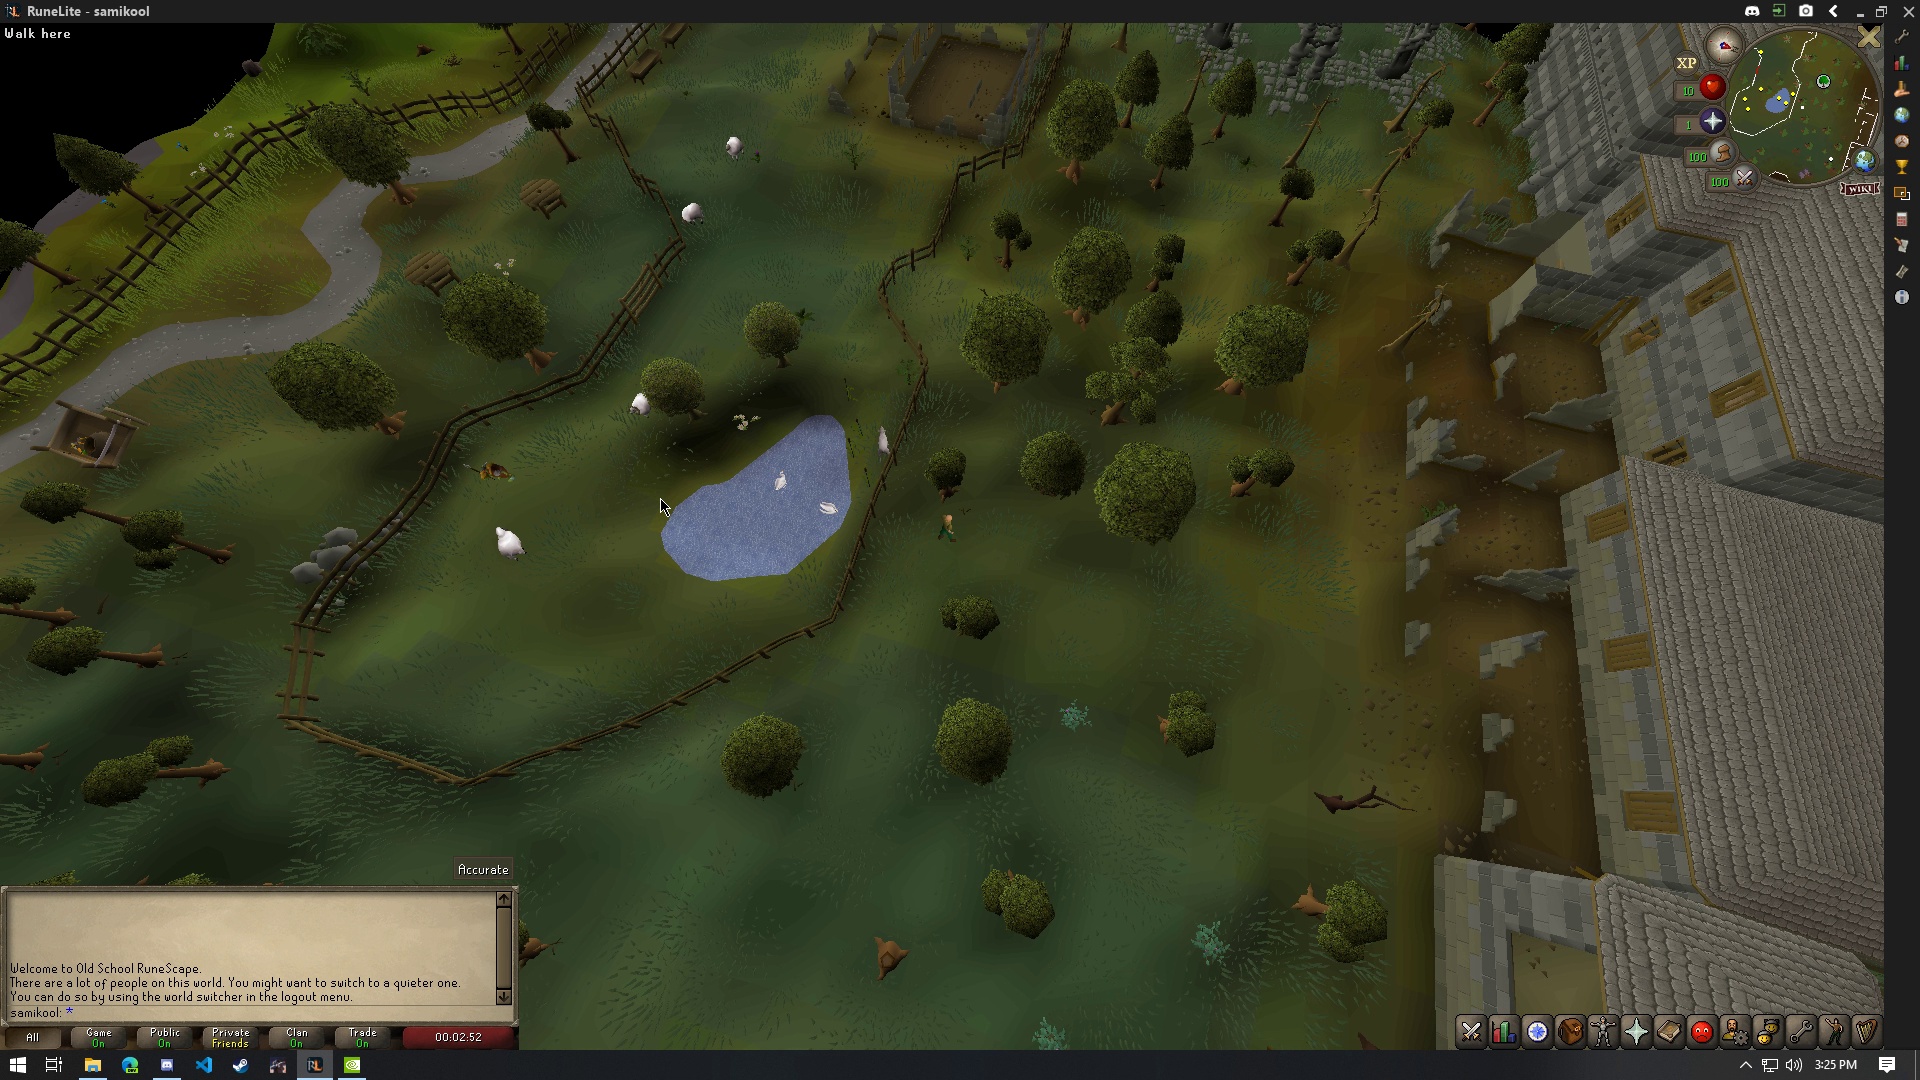 RuneLite - samikool
Walk here
XP
10
1
100
100
WIKI
Accurate
Welcome to Old School RuneScape.
There are a lot of people on this world. You might want to switch to a quieter one.
You can do so by using the world switcher in the logout menu.
samikool: *
All
Game
On
Public
On
Private
Friends
Clan
On
Trade
On
00:02:52
3:25 PM